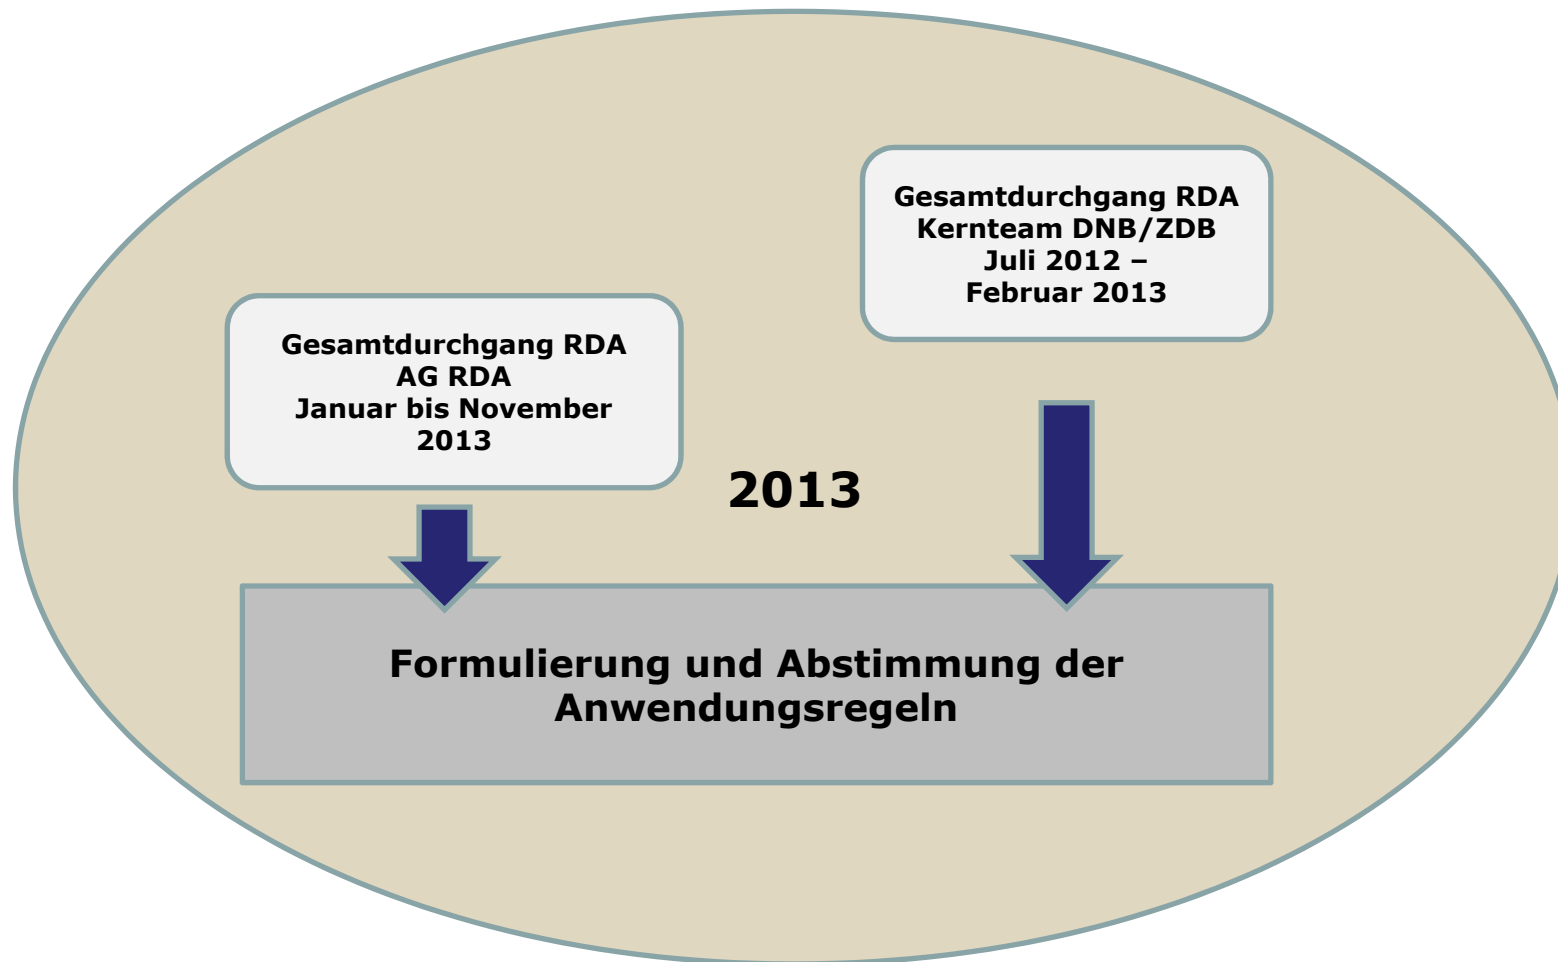 Gesamtdurchgang RDA
Kernteam DNB/ZDB
Juli 2012 –
Februar 2013
Gesamtdurchgang RDA
AG RDA
Januar bis November
2013
2013
Formulierung und Abstimmung der
Anwendungsregeln